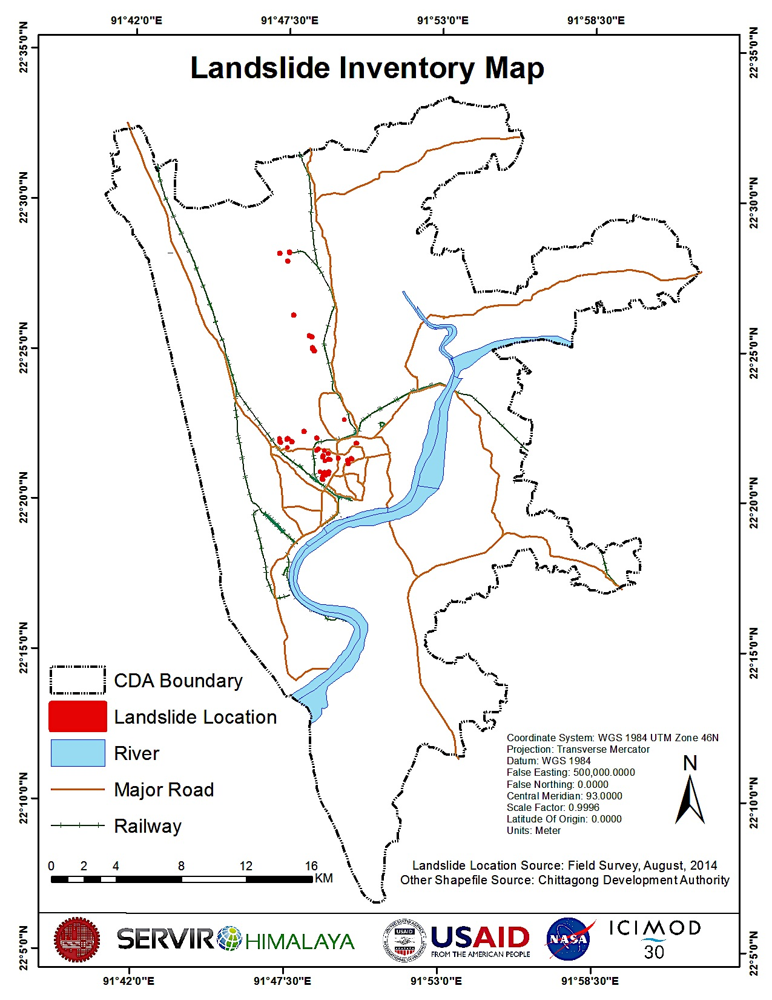 91°42'0"E 91°47'30"E 91°53'0"E 91°58'30"E
22°35'0"N 22°35'0"N
Landslide Inventory Map
22°30'0"N 22°30'0"N
22°25'0"N 22°25'0"N
22°20'0"N 22°20'0"N
22°15'0"N 22°15'0"N
CDA Boundary
Landslide Location
River
Major Road
Railway
22°10'0"N 22°10'0"N
Coordinate System: WGS 1984 UTM Zone 46N
Projection: Transverse Mercator
Datum: WGS 1984
False Easting: 500,000.0000
False Northing: 0.0000
Central Meridian: 93.0000
Scale Factor: 0.9996
Latitude Of Origin: 0.0000
Units: Meter
N
0 2 4 8 12 16
KM
Landslide Location Source: Field Survey, August, 2014
Other Shapefile Source: Chittagong Development Authority
22°5'0"N 22°5'0"N
SERVIR HIMALAYA
UNITED STATES AGENCY
USAID
INTERNATIONAL DEVELOPMENT
USAID
FROM THE AMERICAN PEOPLE
NASA
ICIMOD
30
91°42'0"E 91°47'30"E 91°53'0"E 91°58'30"E